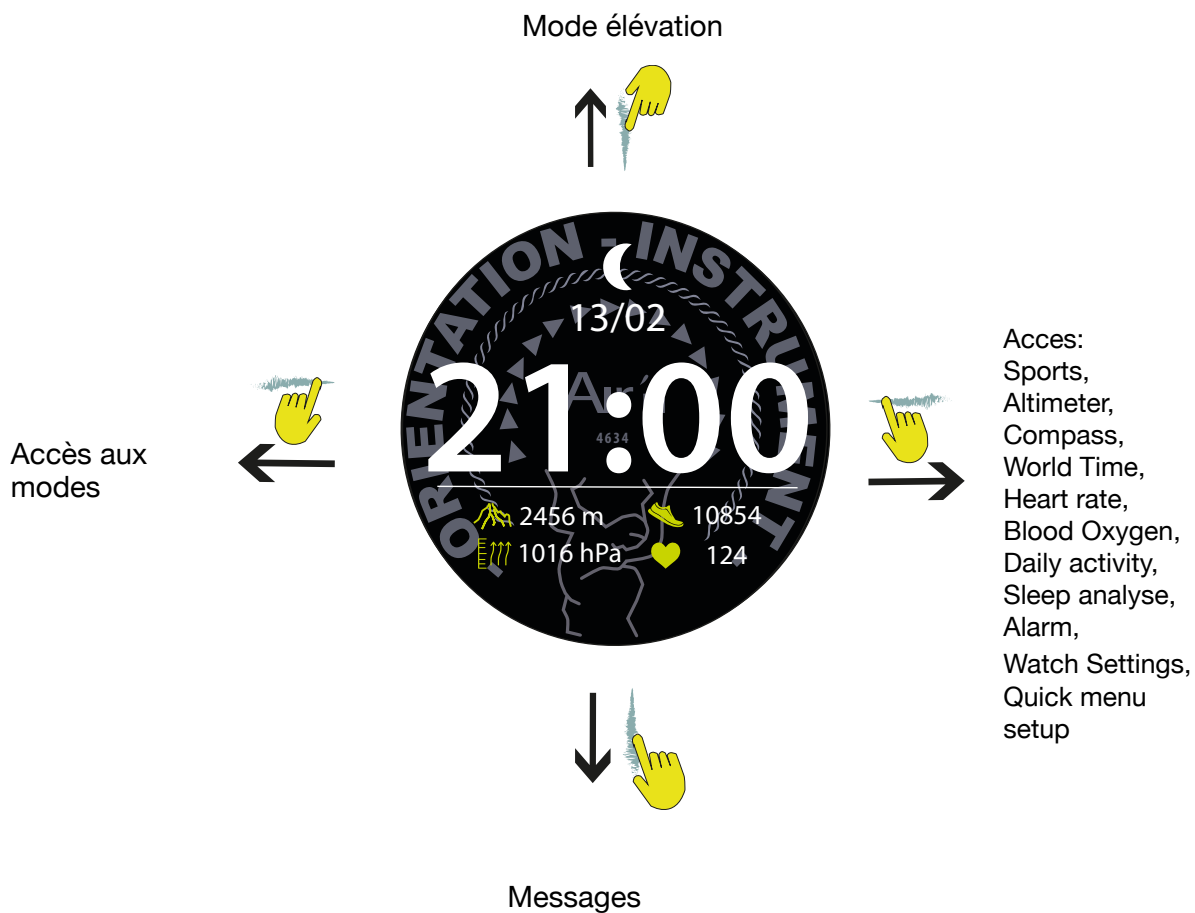 Mode élévation
- ORIENTATION - INSTRUMENT -
13/02
21:00
4634
2456 m
10854
1016 hPa
124
Accès aux
modes
Acces:
Sports,
Altimeter,
Compass,
World Time,
Heart rate,
Blood Oxygen,
Daily activity,
Sleep analyse,
Alarm,
Watch Settings,
Quick menu
setup
Messages